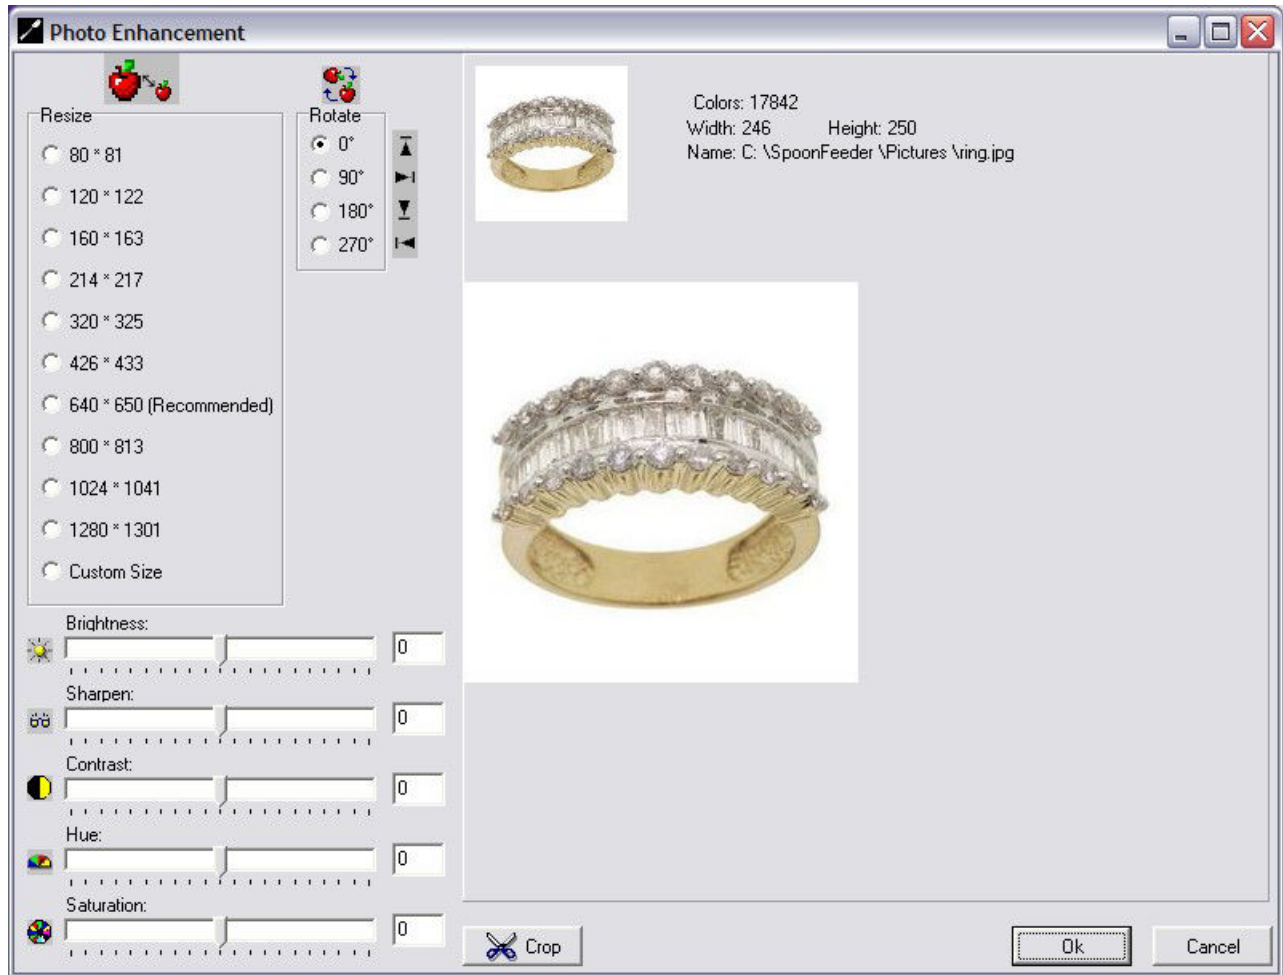 Photo Enhancement
Resize
80 * 81
120 * 122
160 * 163
214 * 217
320 * 325
426 * 433
640 * 650 (Recommended)
800 * 813
1024 * 1041
1280 * 1301
Custom Size
Rotate
0°
90°
180°
270°
Colors: 17842
Width: 246 Height: 250
Name: C: \SpoonFeeder \Pictures \ring.jpg
Brightness:
0
Sharpen:
0
Contrast:
0
Hue:
0
Saturation:
0
Crop
Ok
Cancel